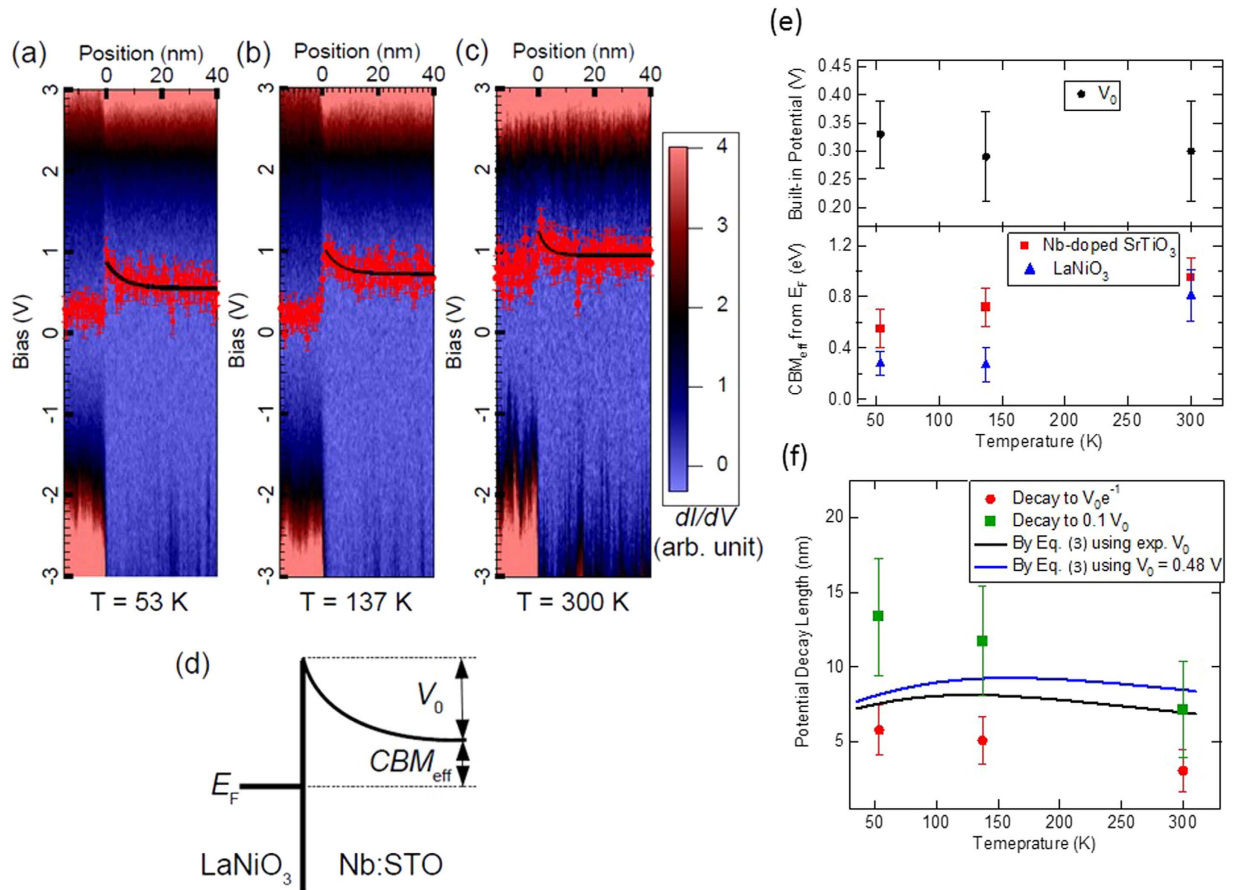 (a)
Position (nm)
0 20 40
3
2
1
0
-1
-2
-3
Bias (V)
T = 53 K
(b)
Position (nm)
0 20 40
3
2
1
0
-1
-2
-3
Bias (V)
T = 137 K
(c)
Position (nm)
0 20 40
3
2
1
0
-1
-2
-3
Bias (V)
T = 300 K
4
3
2
1
0
dI/dV
(arb. unit)
(d)
V0
CBMeff
EF
LaNiO3
Nb:STO
(e)
Built-in Potential (V)
0.45
0.40
0.35
0.30
0.25
0.20
V0
CBMeff from EF (eV)
1.2
0.8
0.4
0.0
Nb-doped SrTiO3
LaNiO3
50 100 150 200 250 300
Temperature (K)
(f)
Potential Decay Length (nm)
20
15
10
5
Decay to V0e-1
Decay to 0.1 V0
By Eq. (3) using exp. V0
By Eq. (3) using V0 = 0.48 V
50 100 150 200 250 300
Temeprature (K)